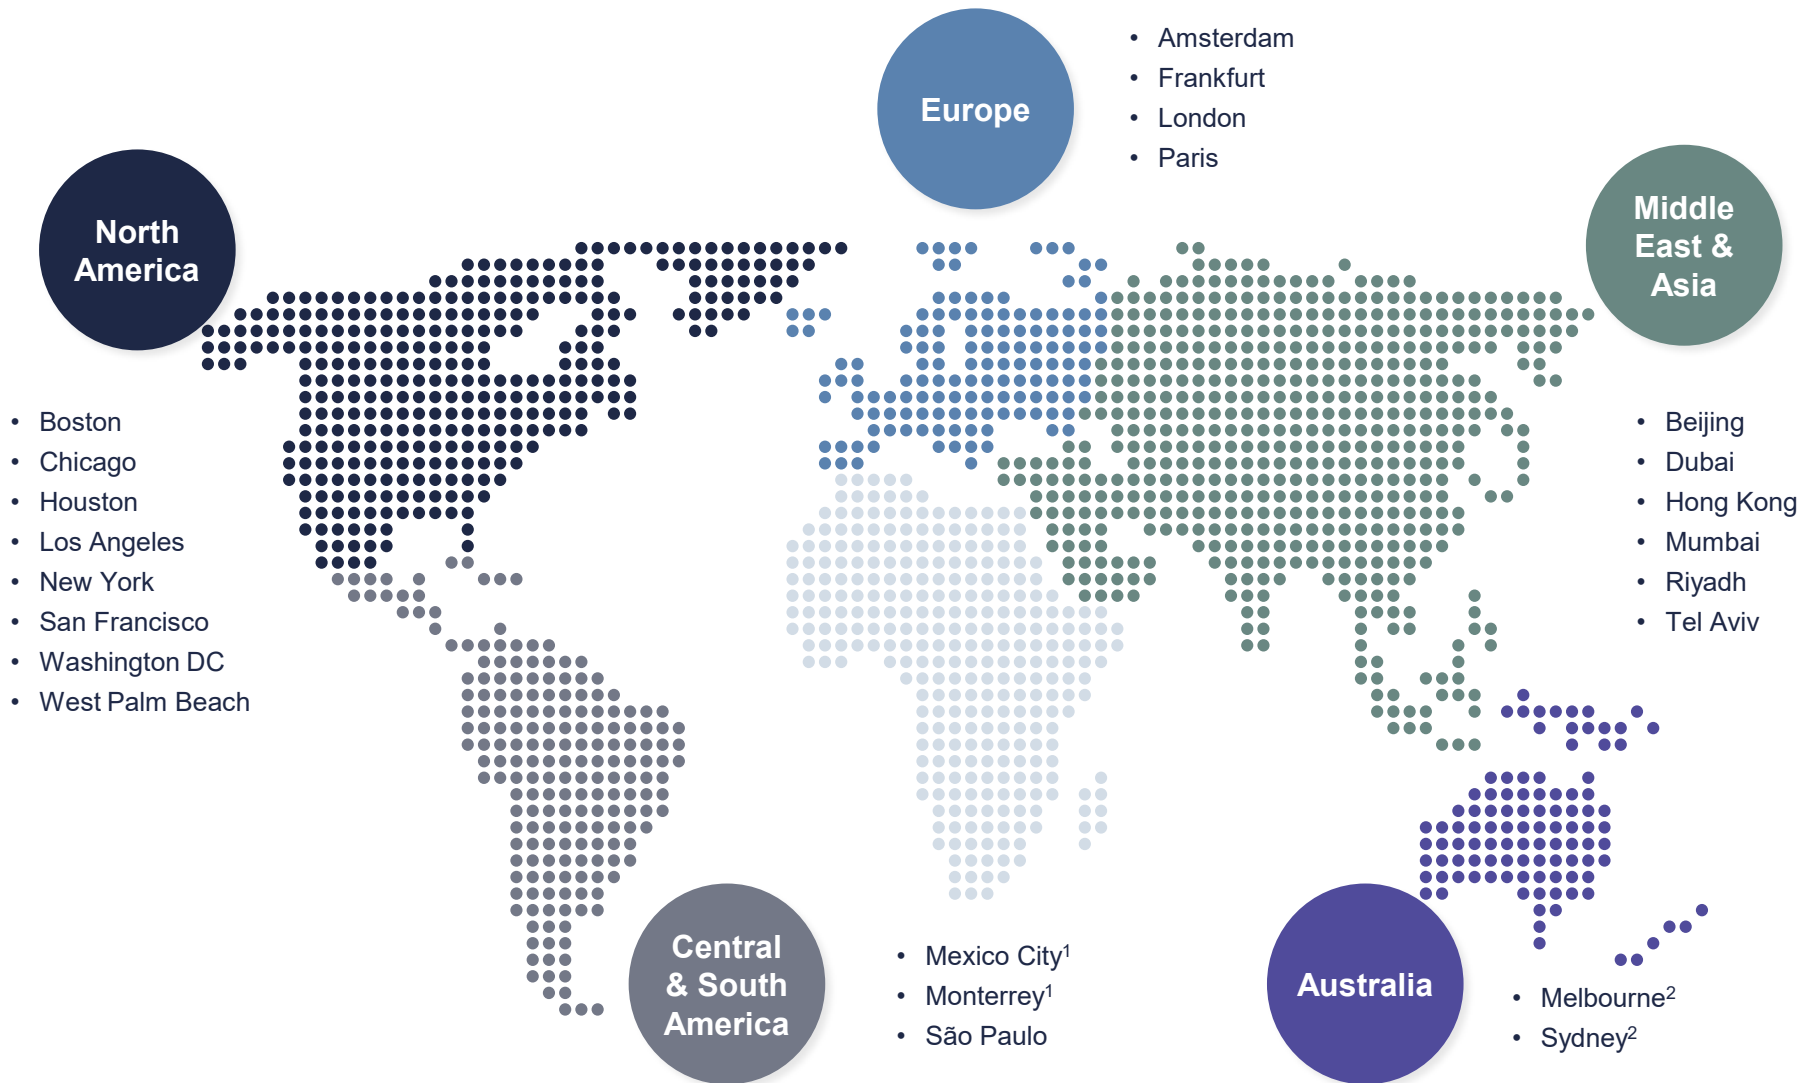 Europe
• Amsterdam
• Frankfurt
• London
• Paris
North
America
• Boston
• Chicago
• Houston
• Los Angeles
• New York
• San Francisco
• Washington DC
• West Palm Beach
Middle
East &
Asia
• Beijing
• Dubai
• Hong Kong
• Mumbai
• Riyadh
• Tel Aviv
Central
& South
America
• Mexico City¹
• Monterrey¹
• São Paulo
Australia
• Melbourne²
• Sydney²